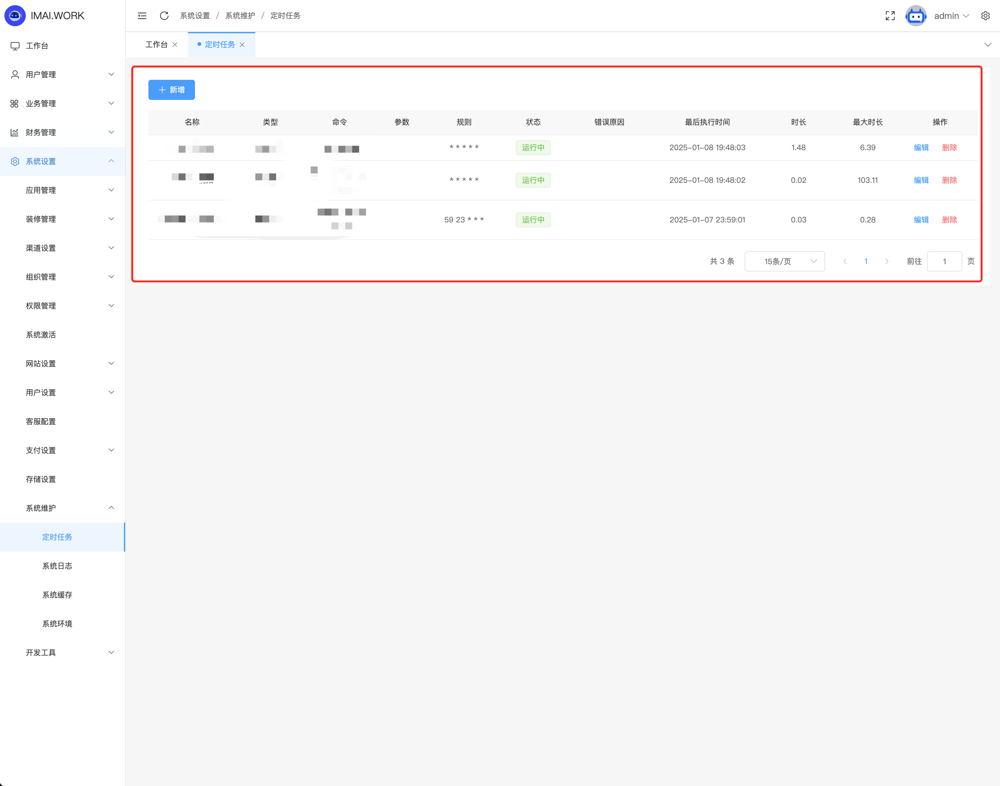 IMAI.WORK
系统设置 / 系统维护 / 定时任务
admin
工作台
定时任务
工作台
用户管理
业务管理
财务管理
系统设置
应用管理
装修管理
渠道设置
组织管理
权限管理
系统激活
网站设置
用户设置
客服配置
支付设置
存储设置
系统维护
定时任务
系统日志
系统缓存
系统环境
开发工具
新增
名称 类型 命令 参数 规则 状态 错误原因 最后执行时间 时长 最大时长 操作
* * * * * 运行中 2025-01-08 19:48:03 1.48 6.39 编辑 删除
* * * * * 运行中 2025-01-08 19:48:02 0.02 103.11 编辑 删除
59 23 * * * 运行中 2025-01-07 23:59:01 0.03 0.28 编辑 删除
共 3 条 15条/页 1 前往 1 页